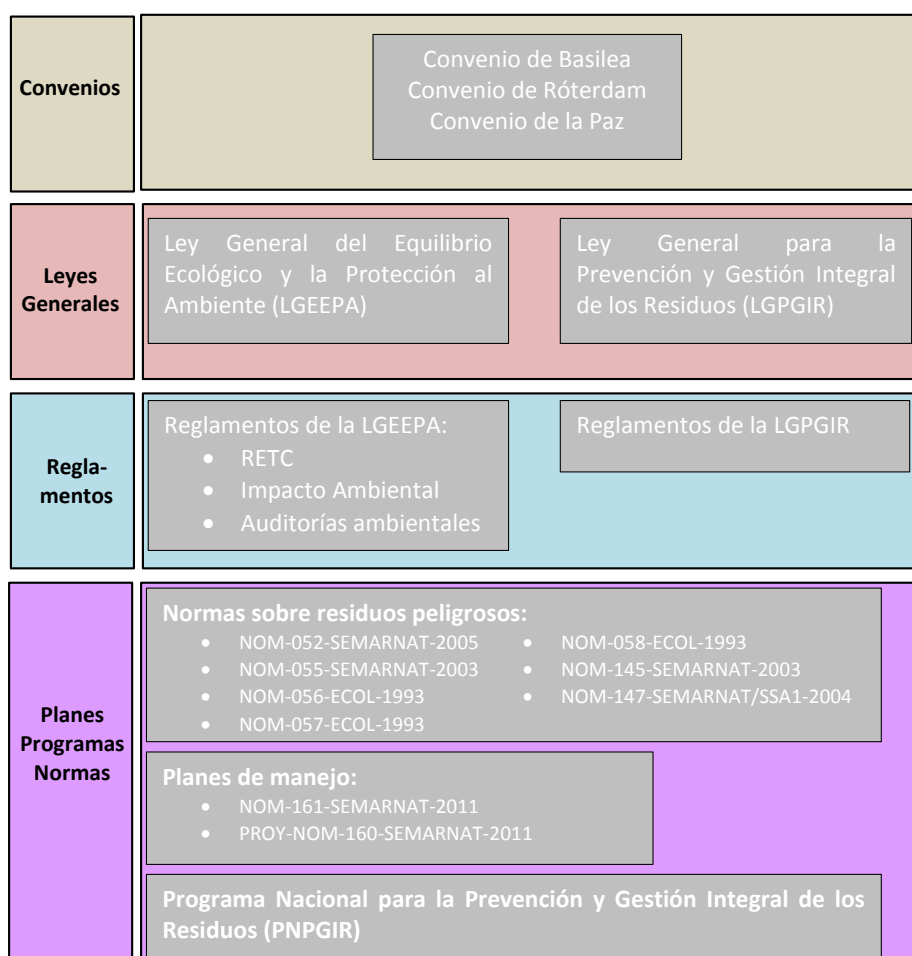 Convenios
Convenio de Basilea
Convenio de Róterdam
Convenio de la Paz
Leyes
Generales
Ley General del Equilibrio
Ecológico y la Protección al
Ambiente (LGEEPA)
Ley General para la
Prevención y Gestión Integral
de los Residuos (LGPGIR)
Regla-
mentos
Reglamentos de la LGEEPA:
• RETC
• Impacto Ambiental
• Auditorías ambientales
Reglamentos de la LGPGIR
Planes
Programas
Normas
Normas sobre residuos peligrosos:
• NOM-052-SEMARNAT-2005
• NOM-055-SEMARNAT-2003
• NOM-056-ECOL-1993
• NOM-057-ECOL-1993
• NOM-058-ECOL-1993
• NOM-145-SEMARNAT-2003
• NOM-147-SEMARNAT/SSA1-2004
Planes de manejo:
• NOM-161-SEMARNAT-2011
• PROY-NOM-160-SEMARNAT-2011
Programa Nacional para la Prevención y Gestión Integral de los
Residuos (PNPGIR)